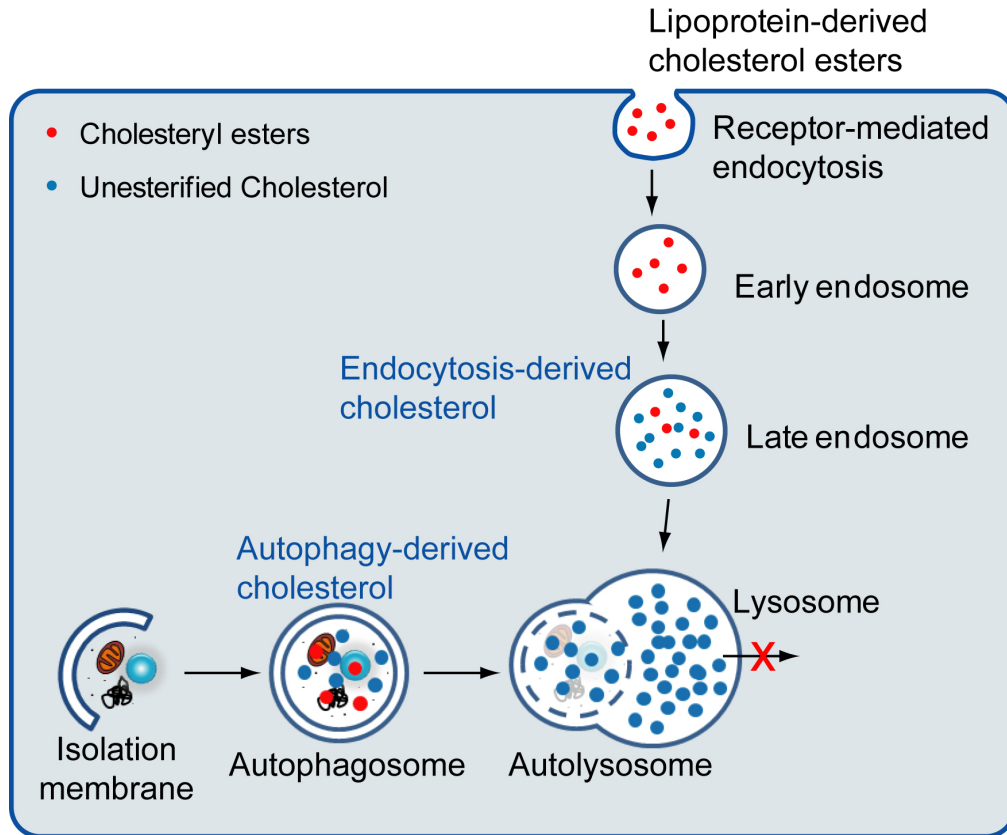 Lipoprotein-derived
cholesterol esters
Cholesteryl esters
Unesterified Cholesterol
Receptor-mediated
endocytosis
Early endosome
Endocytosis-derived
cholesterol
Late endosome
Autophagy-derived
cholesterol
Lysosome
X
Isolation
membrane
Autophagosome
Autolysosome